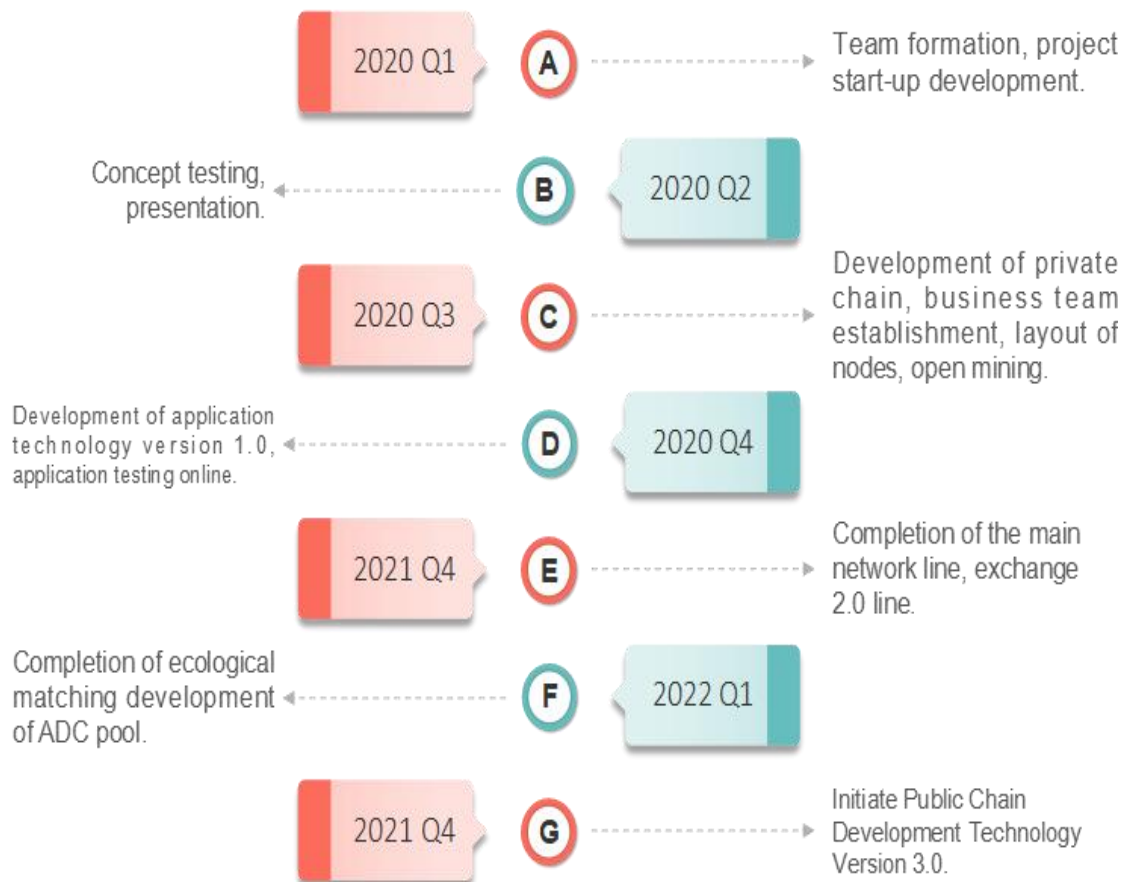 2020 Q1
A
Team formation, project
start-up development.
Concept testing,
presentation.
B
2020 Q2
2020 Q3
C
Development of private
chain, business team
establishment, layout of
nodes, open mining.
Development of application
technology version 1.0,
application testing online.
D
2020 Q4
2021 Q4
E
Completion of the main
network line, exchange
2.0 line.
Completion of ecological
matching development
of ADC pool.
F
2022 Q1
2021 Q4
G
Initiate Public Chain
Development Technology
Version 3.0.